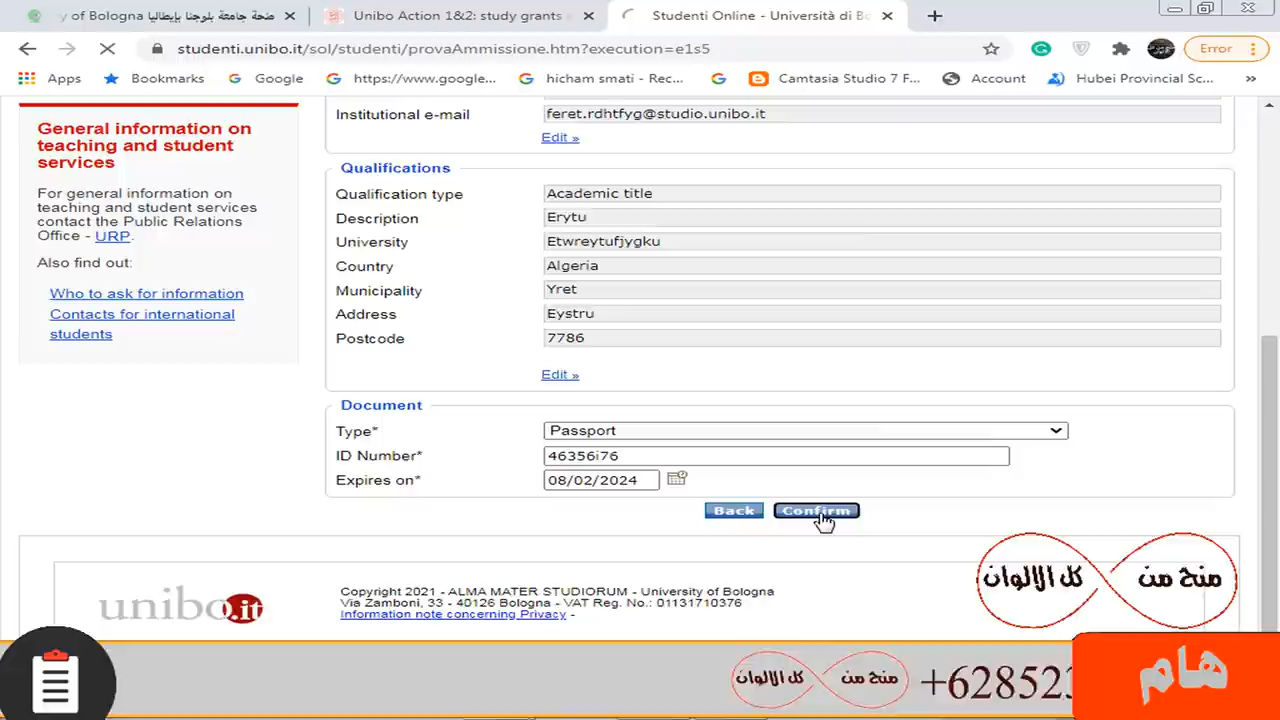 y of Bologna منحة جامعة بلوجنا بإيطاليا
Unibo Action 1&2: study grants
Studenti Online - Università di Bo
studenti.unibo.it/sol/studenti/provaAmmissione.htm?execution=e1s5
Error
Apps
Bookmarks
Google
https://www.google...
hicham smati - Rec...
Camtasia Studio 7 F...
Account
Hubei Provincial Sc...
»
General information on
teaching and student
services
For general information on
teaching and student services
contact the Public Relations
Office - URP.
Also find out:
Who to ask for information
Contacts for international
students
Institutional e-mail feret.rdhtfyg@studio.unibo.it
Edit »
Qualifications
Qualification type Academic title
Description Erytu
University Etwreytufjygku
Country Algeria
Municipality Yret
Address Eystru
Postcode 7786
Edit »
Document
Type* Passport
ID Number* 46356i76
Expires on* 08/02/2024
Back Confirm
unibo.it
Copyright 2021 - ALMA MATER STUDIORUM - University of Bologna
Via Zamboni, 33 - 40126 Bologna - VAT Reg. No.: 01131710376
Information note concerning Privacy -
منح من كل الالوان
منح من كل الالوان
+628523
هام